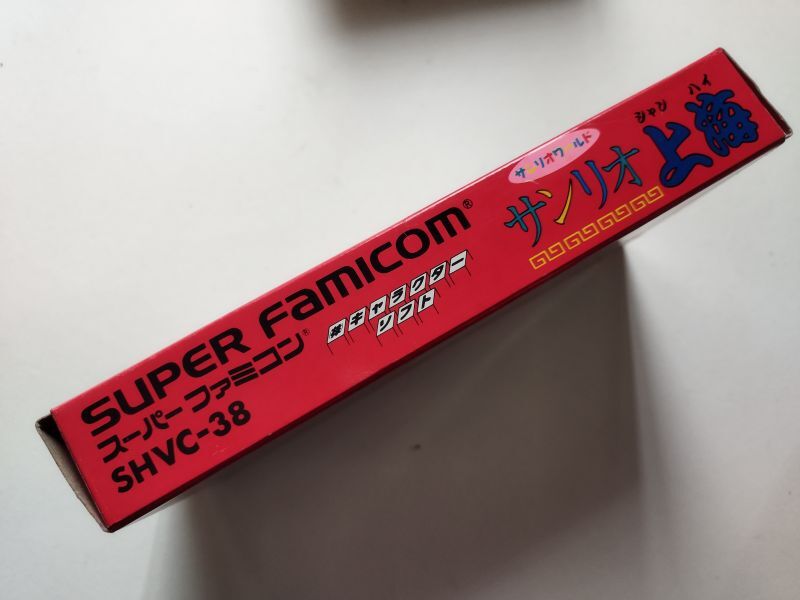 SUPER Famicom®
スーパーファミコン®
SHVC-38
㈱キャラクター
ソフト
サンリオワールド
サンリオ上海
シャン ハイ